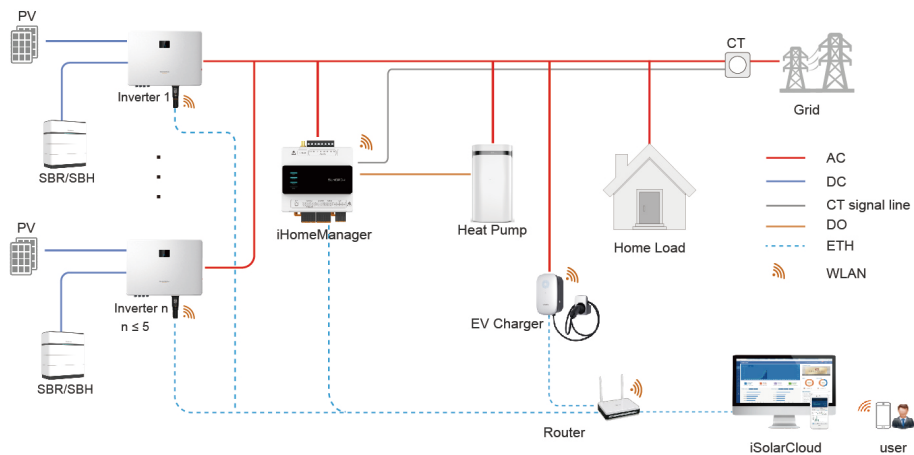 PV
CT
Inverter 1
Grid
SBR/SBH
iHomeManager
Heat Pump
Home Load
AC
DC
CT signal line
DO
ETH
WLAN
PV
Inverter n
n ≤ 5
EV Charger
SBR/SBH
Router
iSolarCloud
user